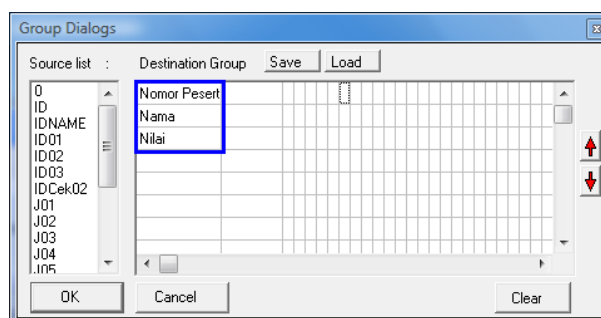 Group Dialogs
Source list :
Destination Group
Save
Load
0
ID
IDNAME
ID01
ID02
ID03
IDCek02
J01
J02
J03
J04
J05
Nomor Pesert
Nama
Nilai
OK
Cancel
Clear